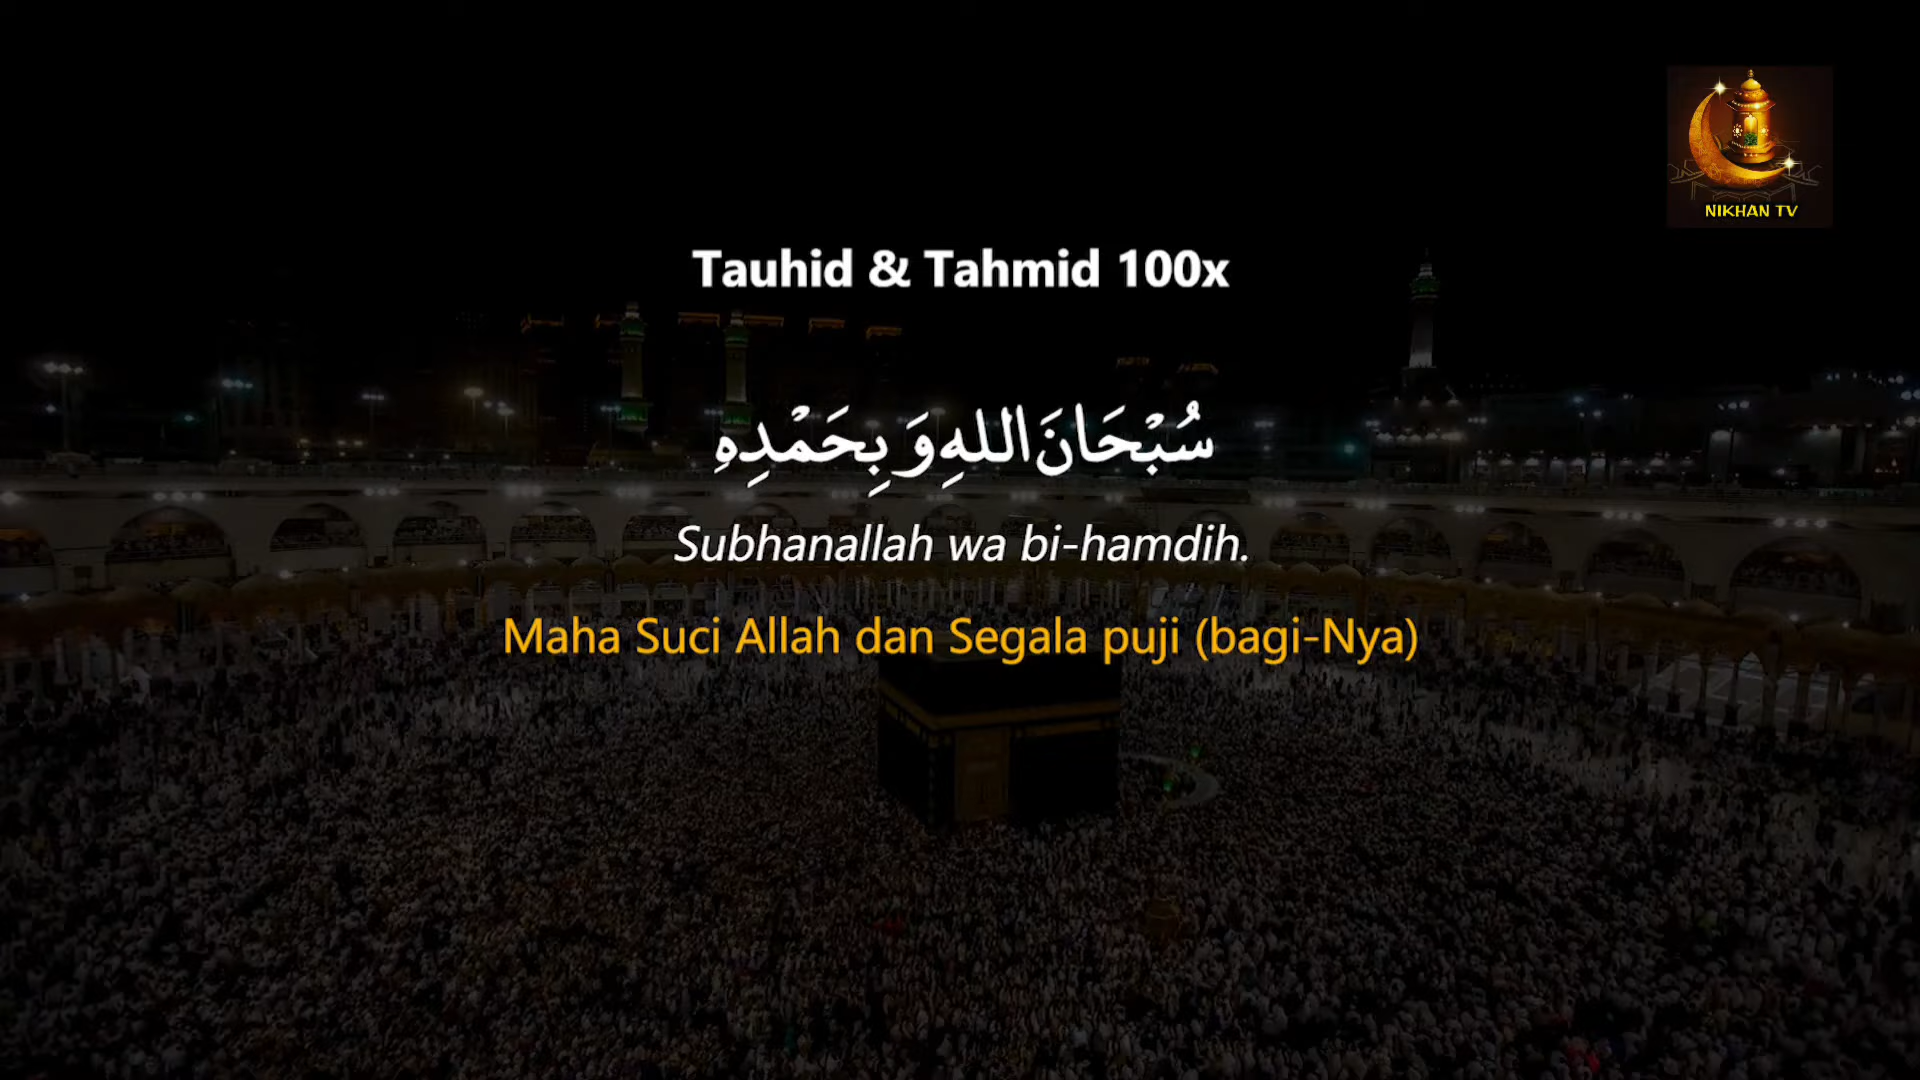 NIKHAN TV
Tauhid & Tahmid 100x
سُبْحَانَ اللهِ وَ بِحَمْدِهِ
Subhanallah wa bi-hamdih.
Maha Suci Allah dan Segala puji (bagi-Nya)